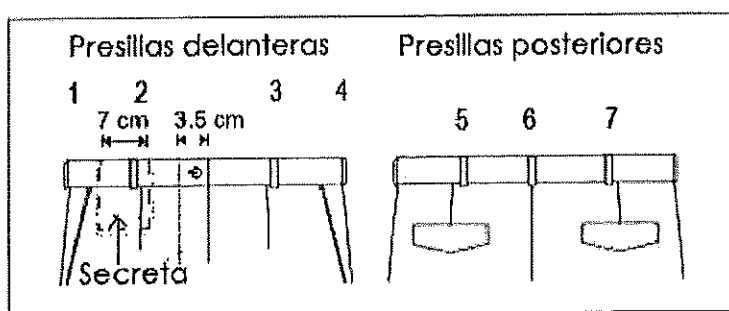 Presillas delanteras
Presillas posteriores
1 2 3 4
7 cm 3.5 cm
5 6 7
Secreta